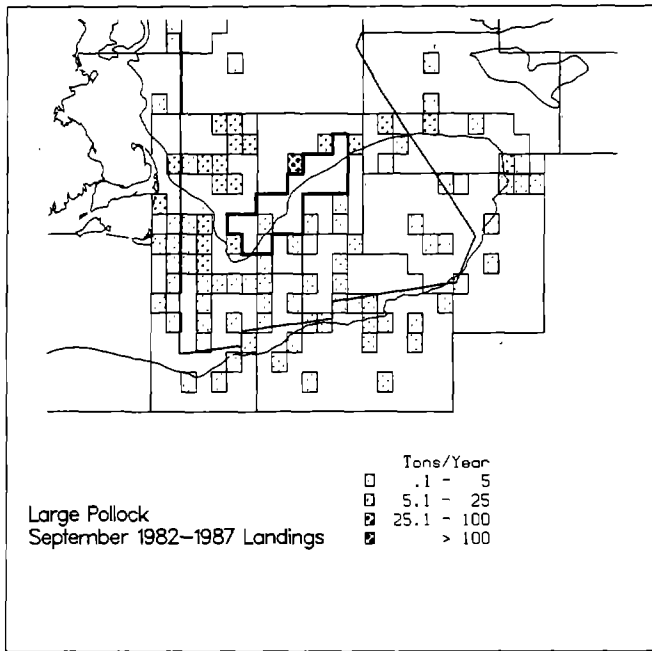 Tons/Year
.1 - 5
5.1 - 25
25.1 - 100
> 100
Large Pollock
September 1982-1987 Landings